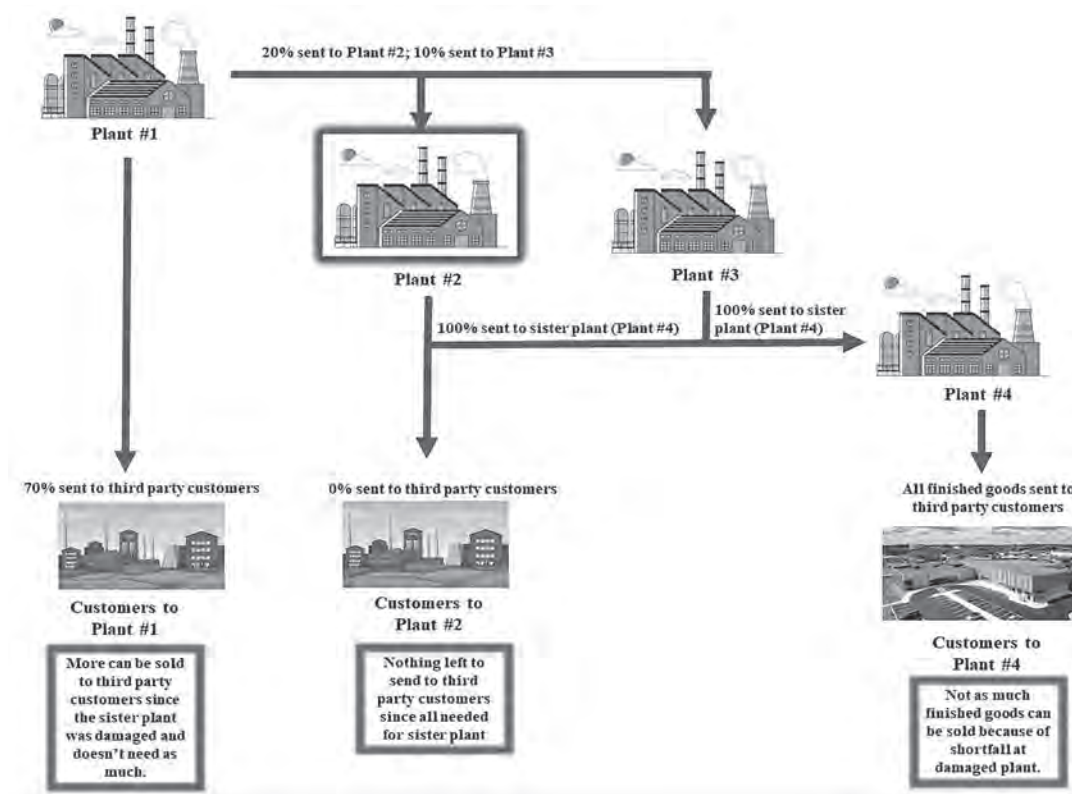 20% sent to Plant #2; 10% sent to Plant #3
Plant #1
Plant #2
Plant #3
100% sent to sister plant (Plant #4)
100% sent to sister
plant (Plant #4)
Plant #4
70% sent to third party customers
0% sent to third party customers
All finished goods sent to
third party customers
Customers to
Plant #1
Customers to
Plant #2
Customers to
Plant #4
More can be sold
to third party
customers since
the sister plant
was damaged and
doesn't need as
much.
Nothing left to
send to third
party customers
since all needed
for sister plant
Not as much
finished goods can
be sold because of
shortfall at
damaged plant.